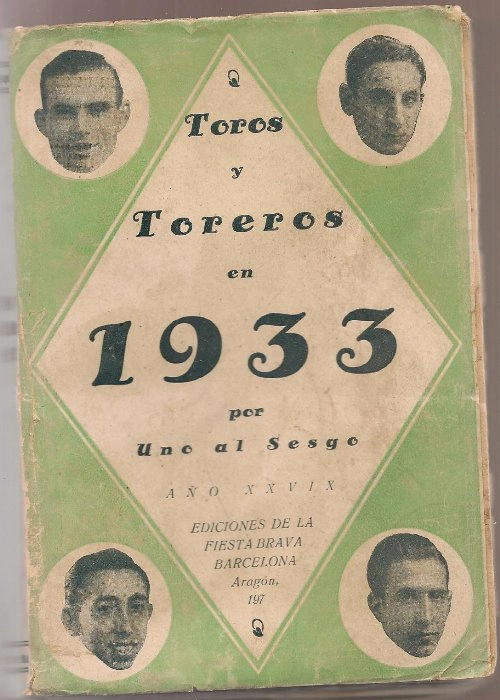 Toros
y
Toreros
en
1933
por
Uno al Sesgo
AÑO XXVIX
EDICIONES DE LA
FIESTA BRAVA
BARCELONA
Aragón,
197